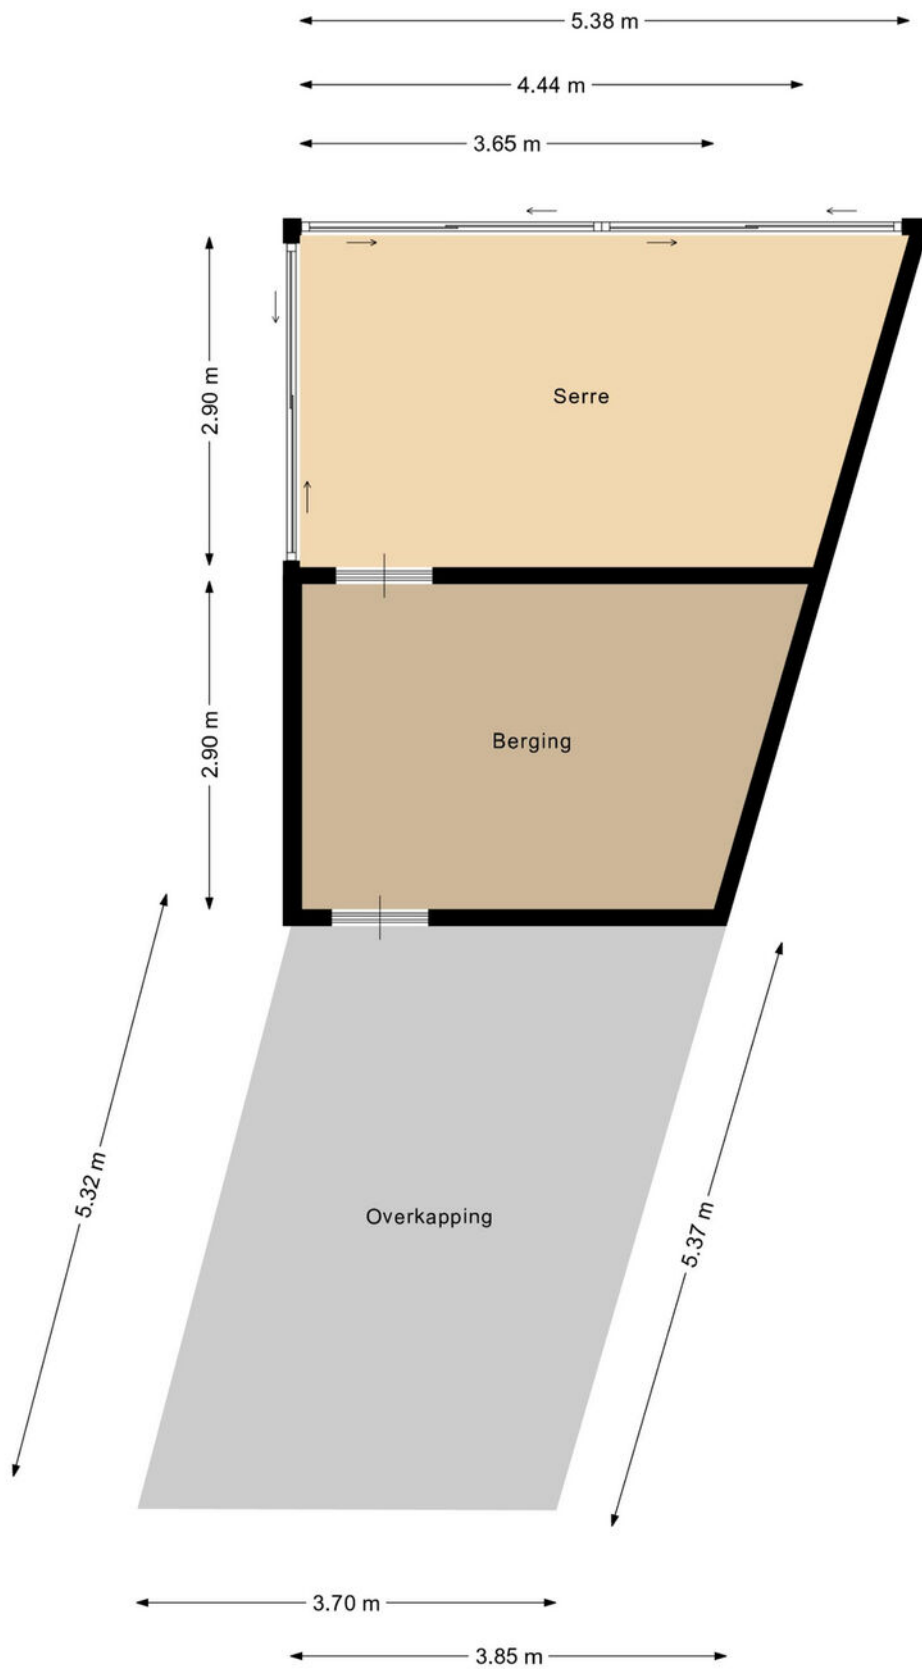 5.38 m
4.44 m
3.65 m
2.90 m
Serre
2.90 m
Berging
5.32 m
Overkapping
5.37 m
3.70 m
3.85 m